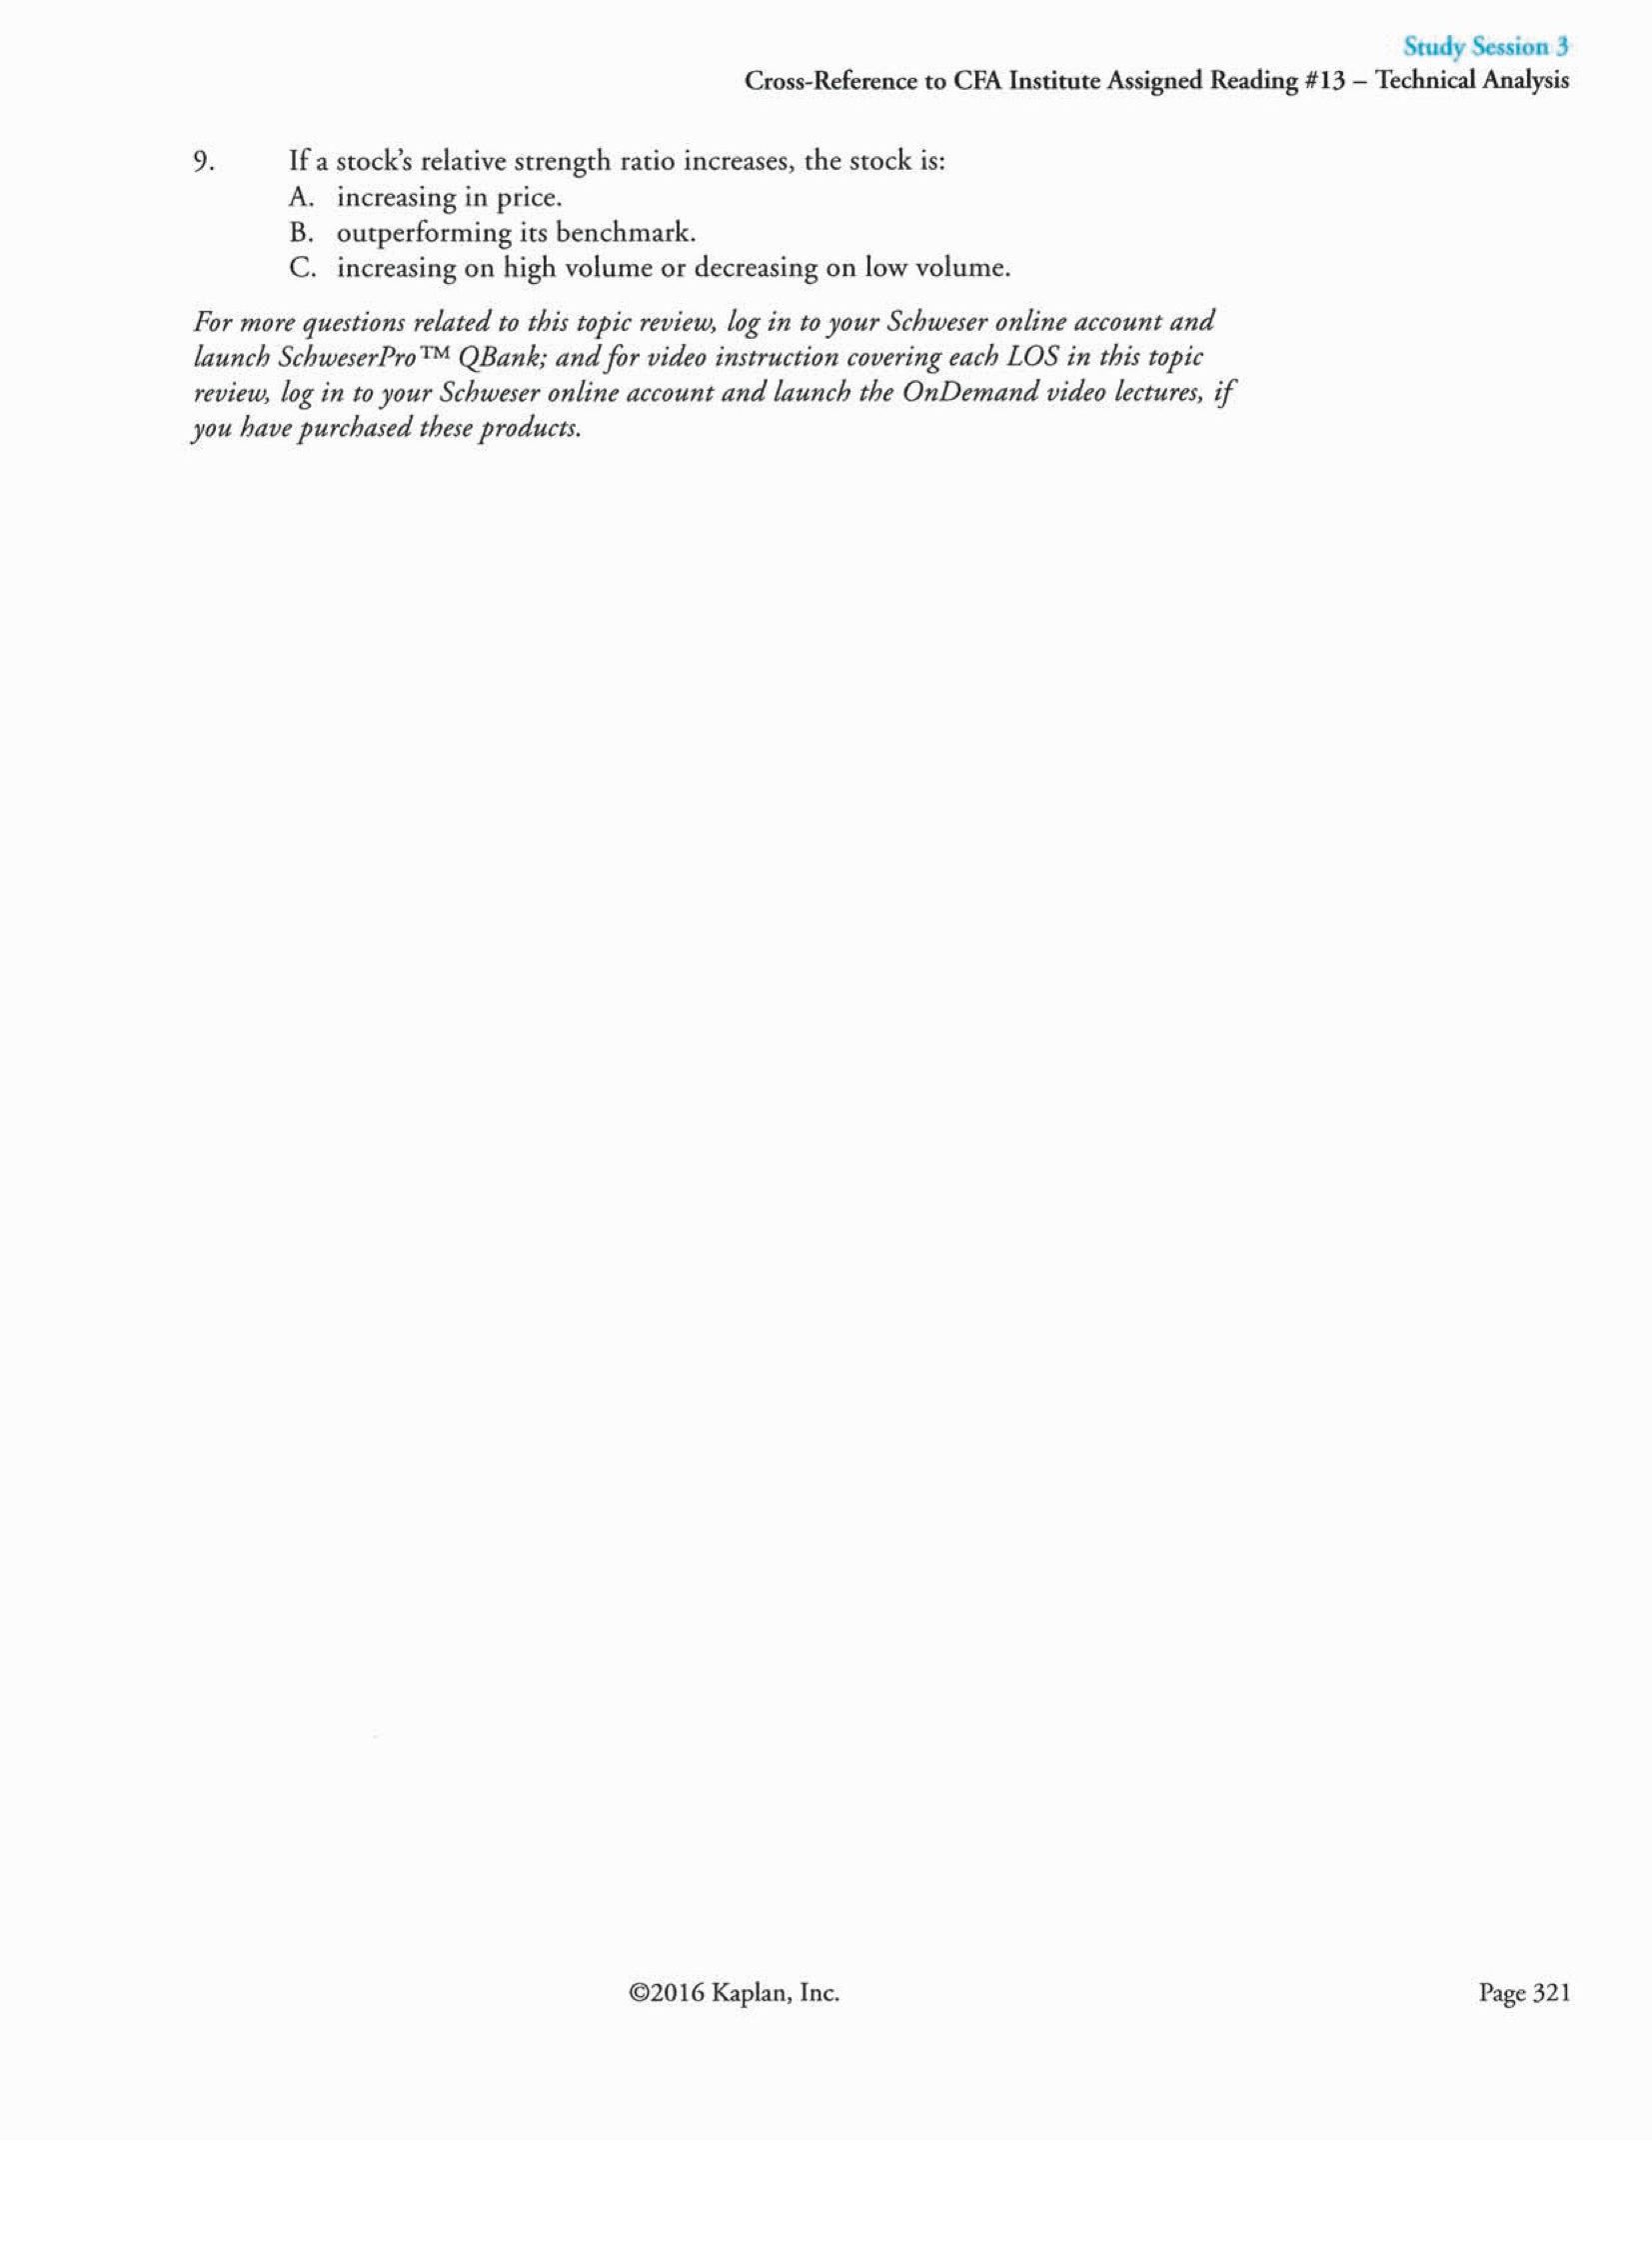 Study Session 3
Cross-Reference to CFA Institute Assigned Reading #13 – Technical Analysis
9. If a stock’s relative strength ratio increases, the stock is:
A. increasing in price.
B. outperforming its benchmark.
C. increasing on high volume or decreasing on low volume.
For more questions related to this topic review, log in to your Schweser online account and
launch SchweserPro™ QBank; and for video instruction covering each LOS in this topic
review, log in to your Schweser online account and launch the OnDemand video lectures, if
you have purchased these products.
©2016 Kaplan, Inc.
Page 321